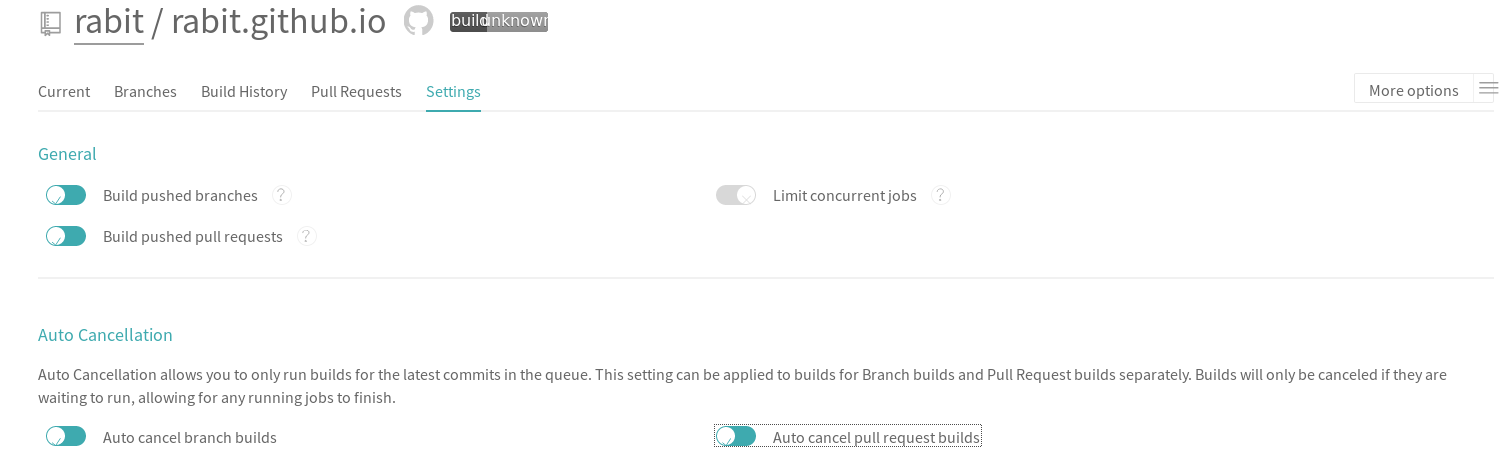 rabit / rabit.github.io build unknown
Current Branches Build History Pull Requests Settings More options
General
Build pushed branches ? Limit concurrent jobs ?
Build pushed pull requests ?
Auto Cancellation
Auto Cancellation allows you to only run builds for the latest commits in the queue. This setting can be applied to builds for Branch builds and Pull Request builds separately. Builds will only be canceled if they are
waiting to run, allowing for any running jobs to finish.
Auto cancel branch builds Auto cancel pull request builds